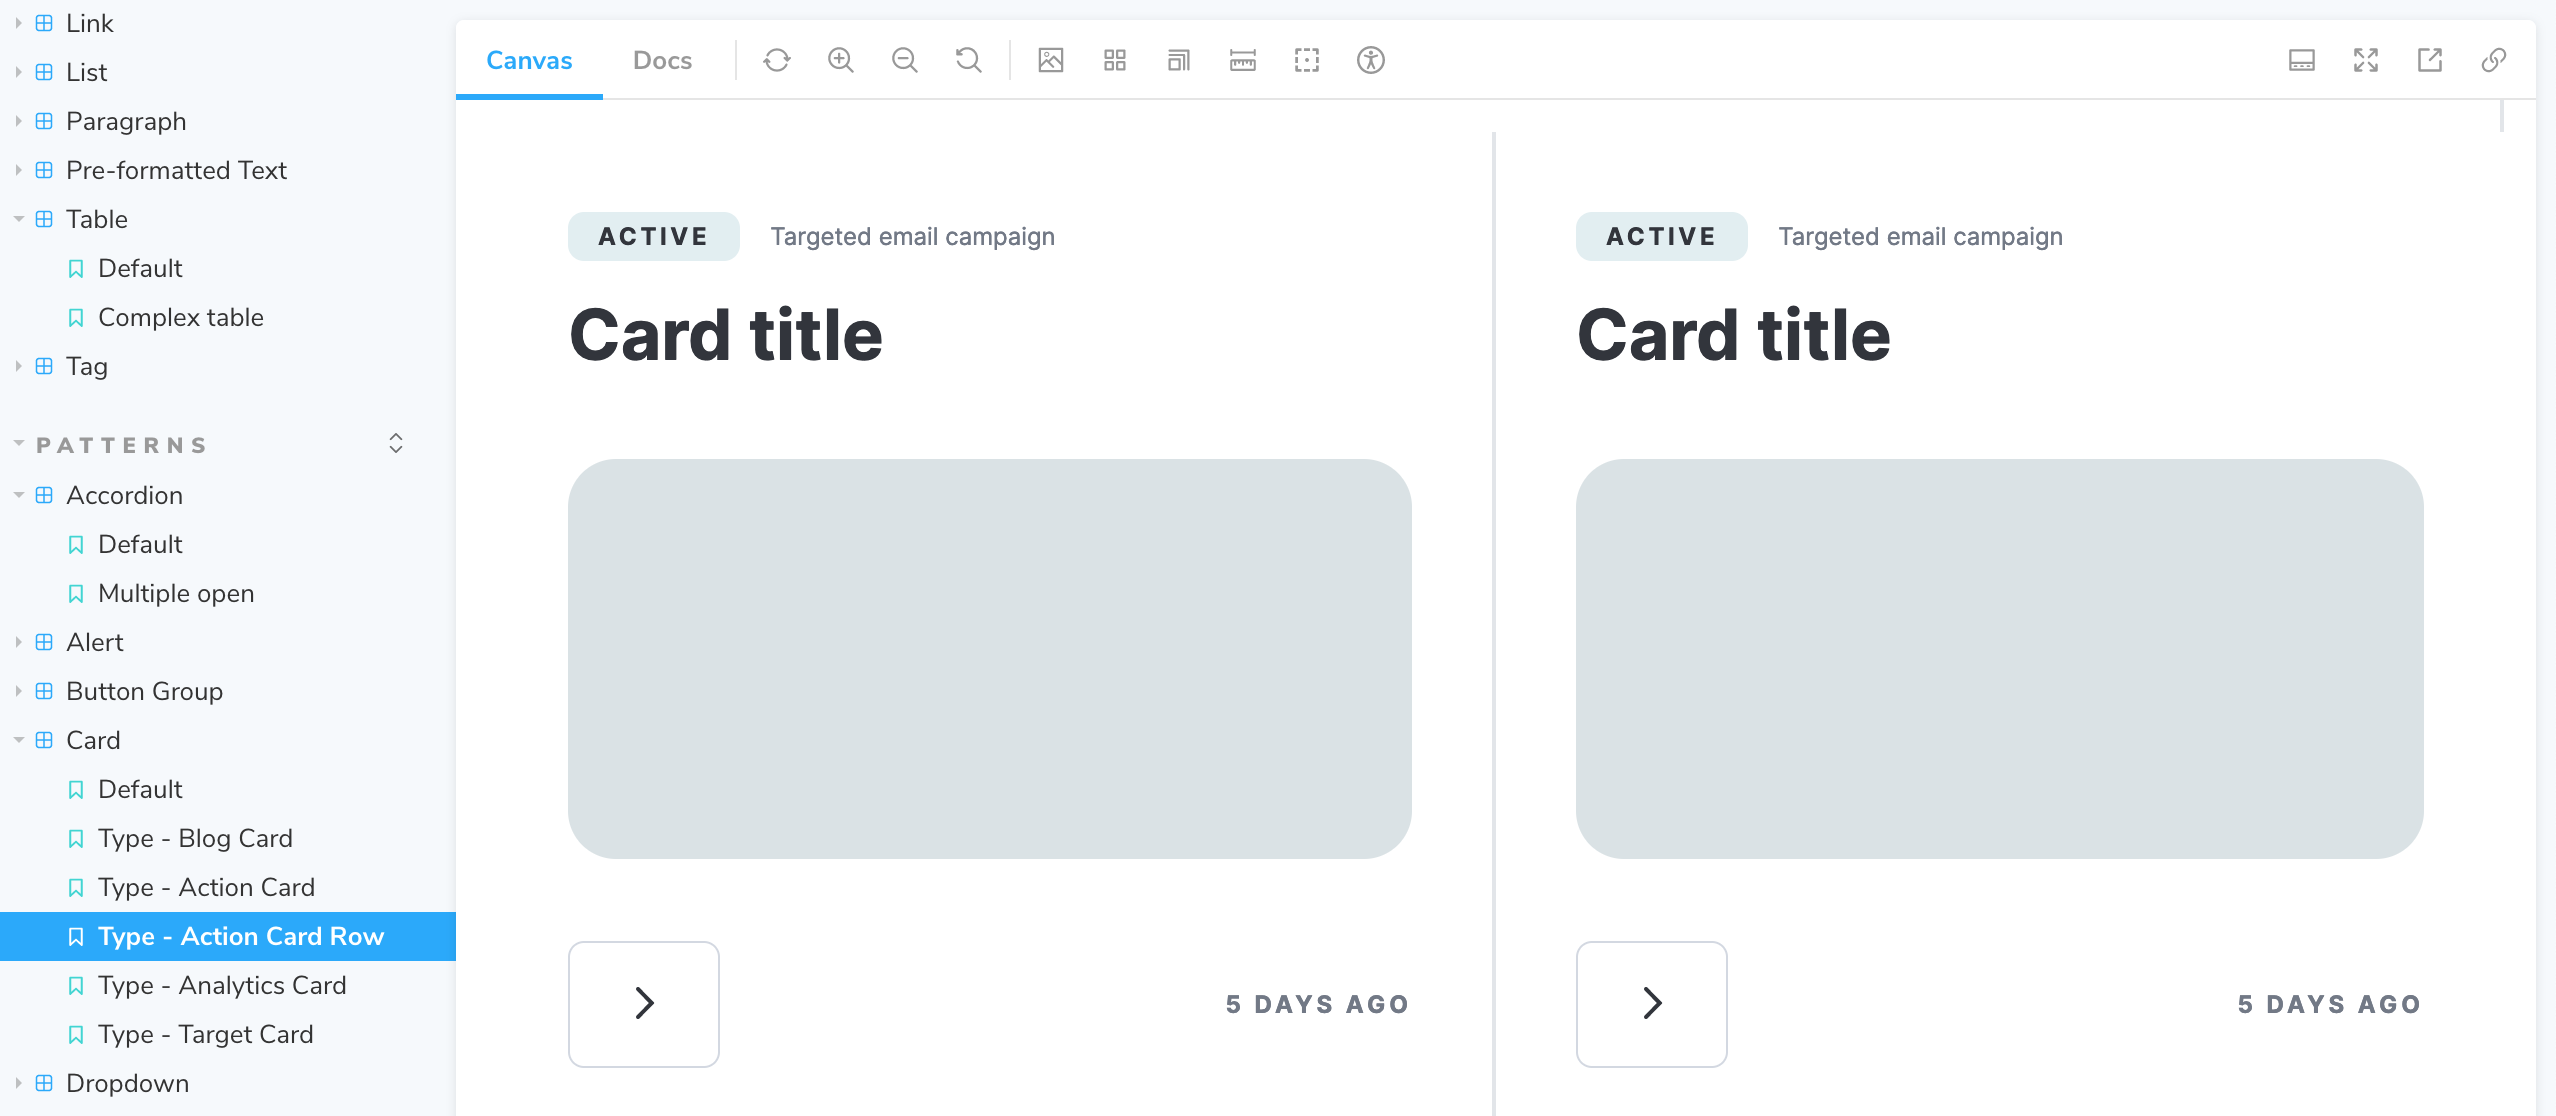 Link
List
Paragraph
Pre-formatted Text
Table
Default
Complex table
Tag
PATTERNS
Accordion
Default
Multiple open
Alert
Button Group
Card
Default
Type - Blog Card
Type - Action Card
Type - Action Card Row
Type - Analytics Card
Type - Target Card
Dropdown
Canvas Docs
ACTIVE Targeted email campaign
Card title
5 DAYS AGO
ACTIVE Targeted email campaign
Card title
5 DAYS AGO